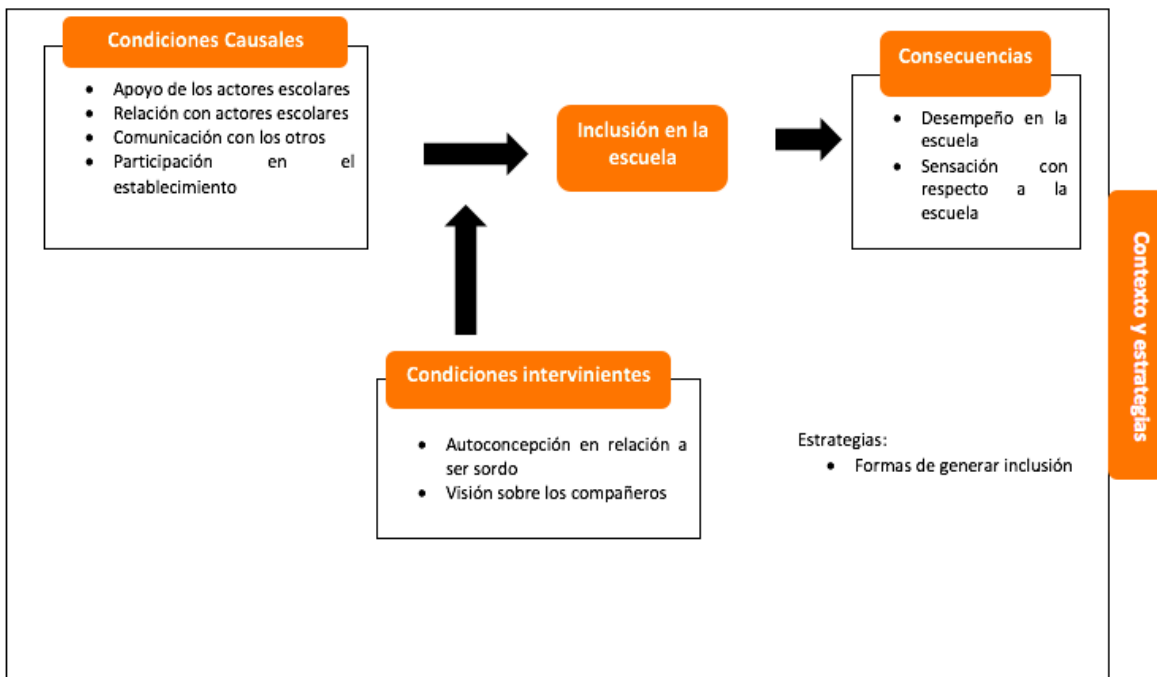 Condiciones Causales
• Apoyo de los actores escolares
• Relación con actores escolares
• Comunicación con los otros
• Participación en el
establecimiento
Inclusión en la
escuela
Consecuencias
• Desempeño en la
escuela
• Sensación con
respecto a la
escuela
Condiciones intervinientes
• Autoconcepción en relación a
ser sordo
• Visión sobre los compañeros
Estrategias:
• Formas de generar inclusión
Contexto y estrategias